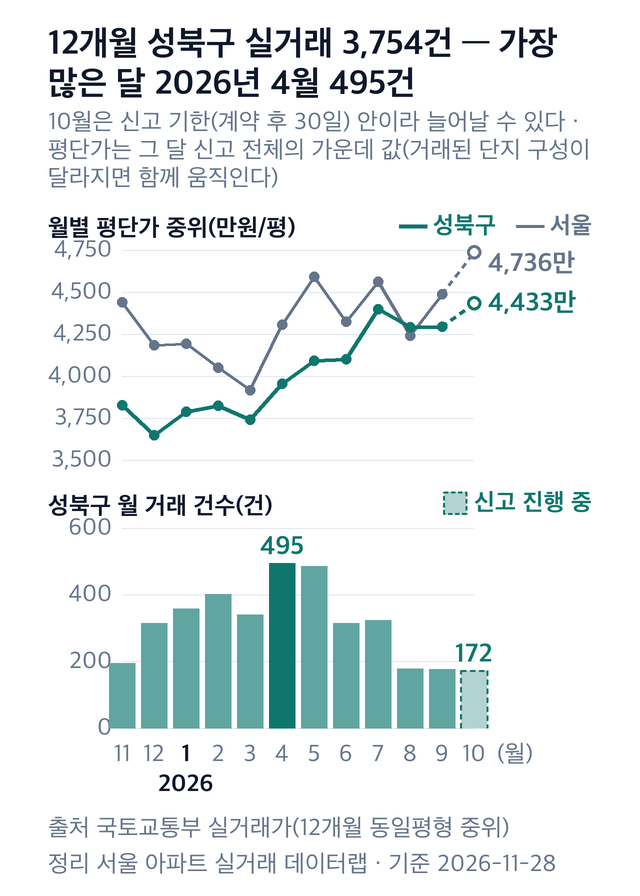 12개월 성북구 실거래 3,754건 — 가장
많은 달 2026년 4월 495건
10월은 신고 기한(계약 후 30일) 안이라 늘어날 수 있다 ·
평단가는 그 달 신고 전체의 가운데 값(거래된 단지 구성이
달라지면 함께 움직인다)
월별 평단가 중위(만원/평)
성북구
서울
4,750
4,500
4,250
4,000
3,750
3,500
4,736만
4,433만
성북구 월 거래 건수(건)
신고 진행 중
600
400
200
0
495
172
11 12 1 2 3 4 5 6 7 8 9 10 (월)
2026
출처 국토교통부 실거래가(12개월 동일평형 중위)
정리 서울 아파트 실거래 데이터랩 · 기준 2026-11-28